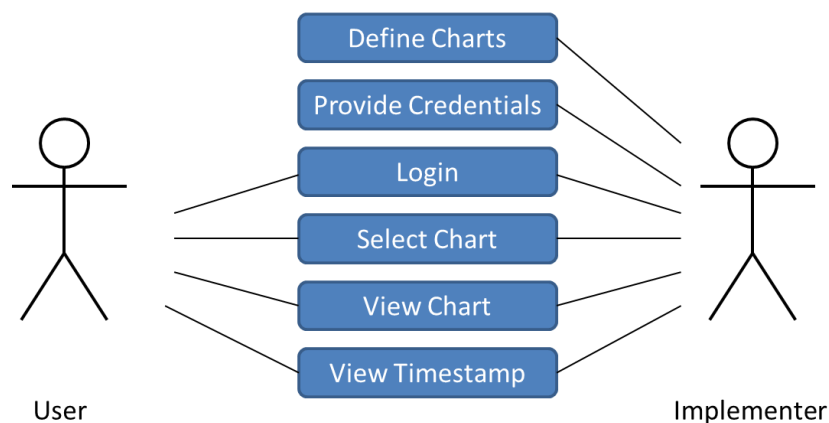 Define Charts
Provide Credentials
Login
Select Chart
View Chart
View Timestamp
User
Implementer